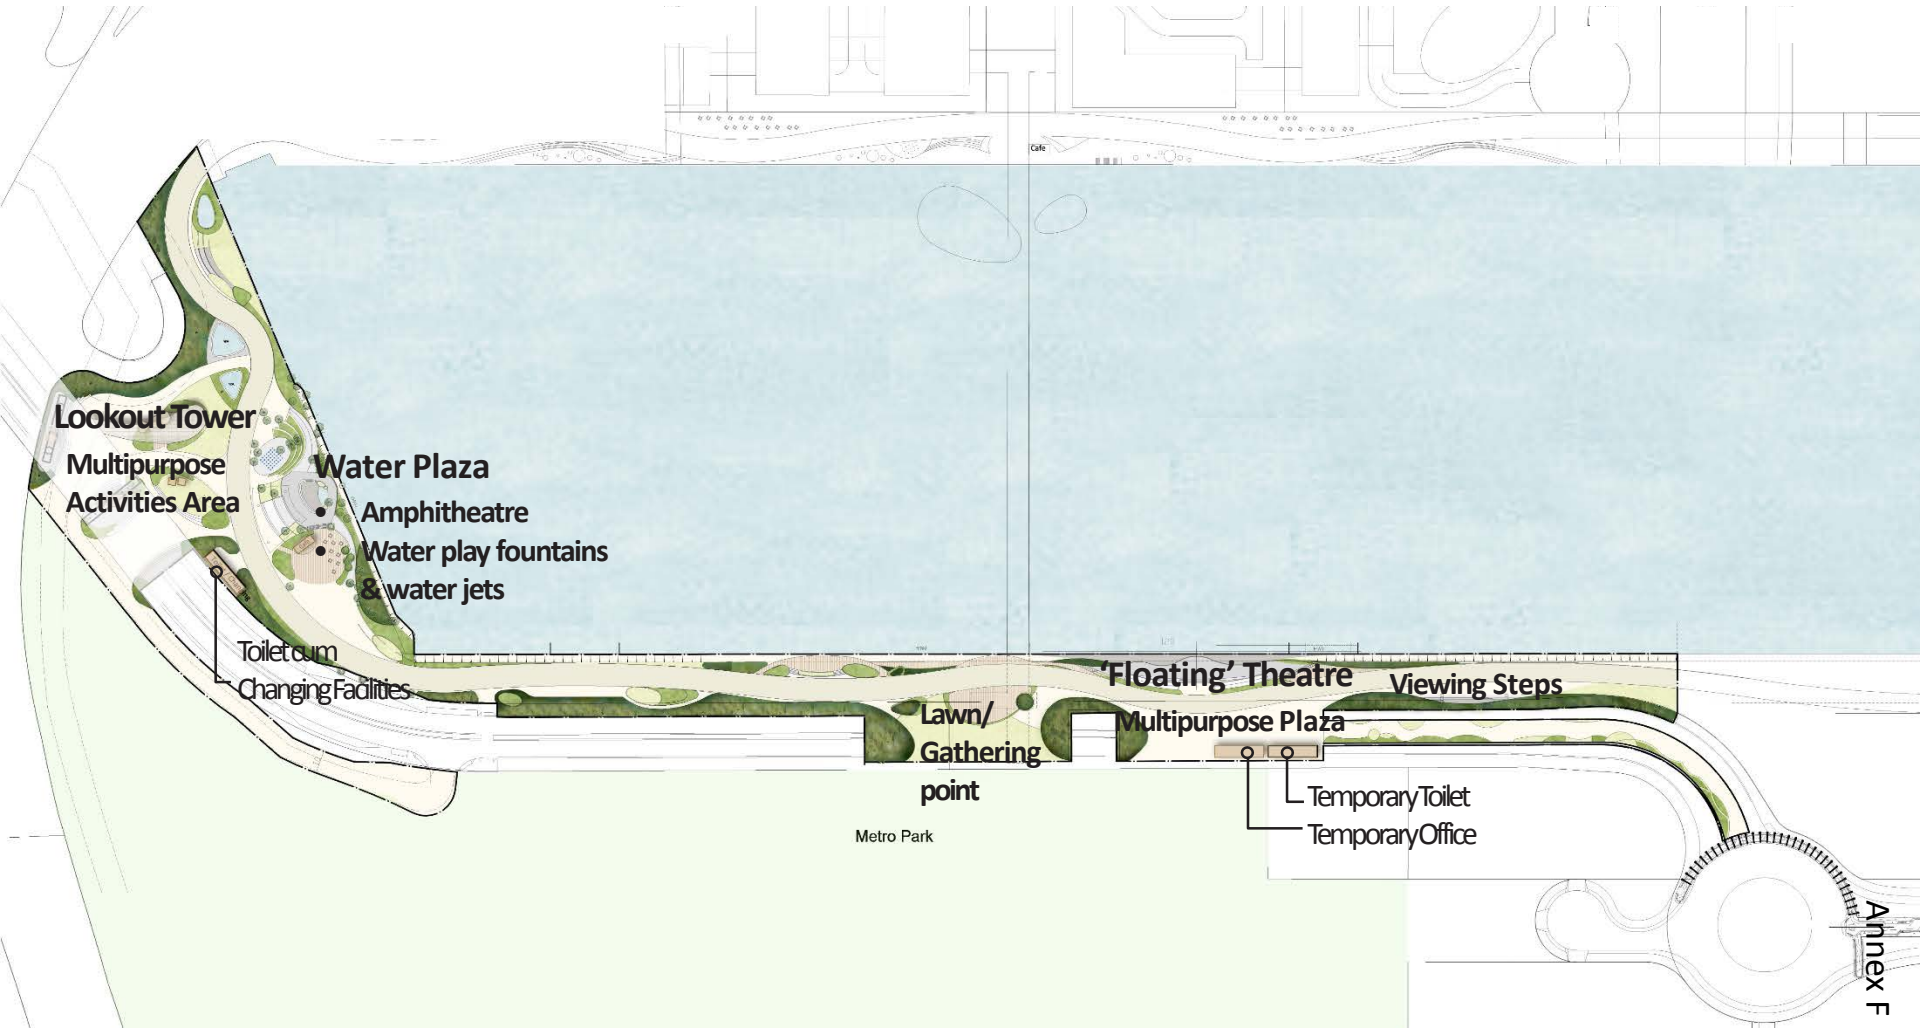 Cafe
Lookout Tower
Multipurpose
Activities Area
Water Plaza
Amphitheatre
Water play fountains
& water jets
Toilet cum
Changing Facilities
'Floating' Theatre
Viewing Steps
Multipurpose Plaza
Lawn/
Gathering
point
Temporary Toilet
Temporary Office
Metro Park
Annex F